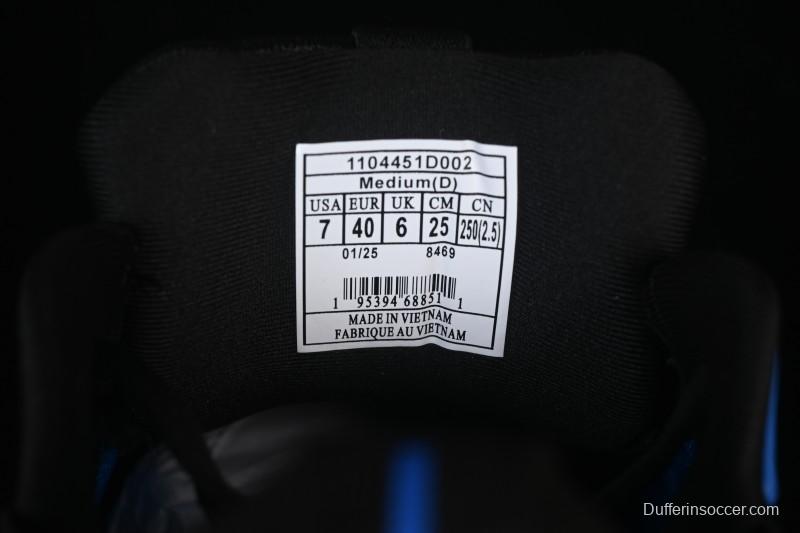 1104451D002
Medium(D)
USA EUR UK CM CN
7 40 6 25 250(2.5)
01/25 8469
1 95394 68851 1
MADE IN VIETNAM
FABRIQUE AU VIETNAM
Dufferinsoccer.com